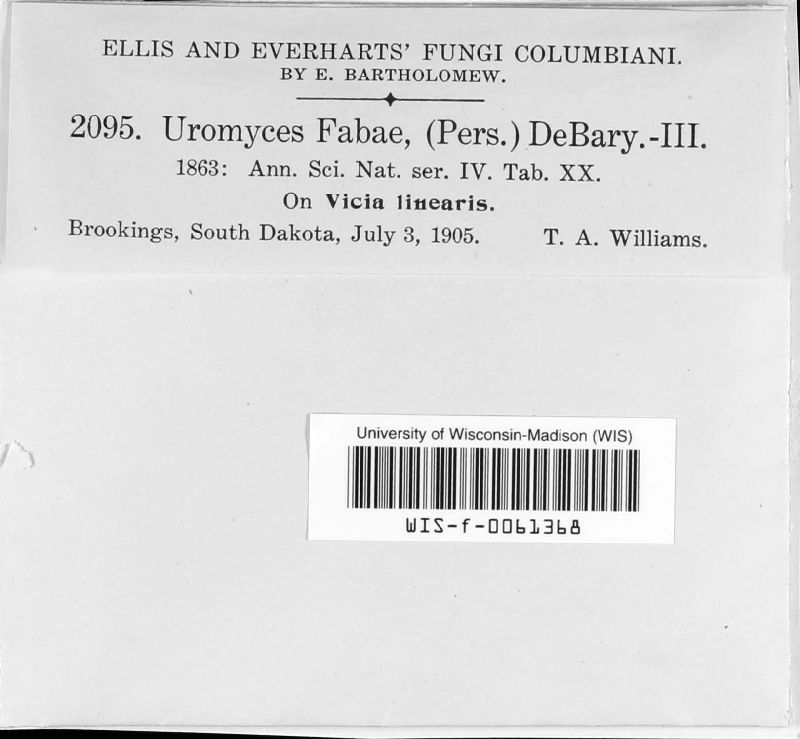 ELLIS AND EVERHARTS' FUNGI COLUMBIANI.
BY E. BARTHOLOMEW.
2095. Uromyces Fabae, (Pers.) DeBary.-III.
1863: Ann. Sci. Nat. ser. IV. Tab. XX.
On Vicia linearis.
Brookings, South Dakota, July 3, 1905. T. A. Williams.
University of Wisconsin-Madison (WIS)
WIS-f-0061368